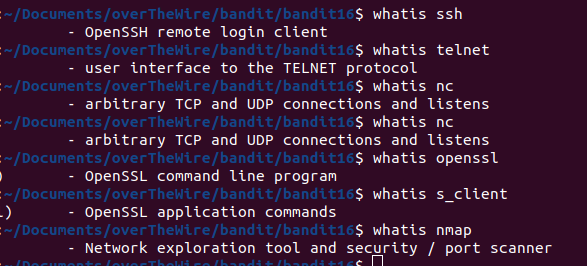 :~/Documents/overTheWire/bandit/bandit16$ whatis ssh
- OpenSSH remote login client
:~/Documents/overTheWire/bandit/bandit16$ whatis telnet
- user interface to the TELNET protocol
:~/Documents/overTheWire/bandit/bandit16$ whatis nc
- arbitrary TCP and UDP connections and listens
:~/Documents/overTheWire/bandit/bandit16$ whatis nc
- arbitrary TCP and UDP connections and listens
:~/Documents/overTheWire/bandit/bandit16$ whatis openssl
) - OpenSSL command line program
:~/Documents/overTheWire/bandit/bandit16$ whatis s_client
) - OpenSSL application commands
:~/Documents/overTheWire/bandit/bandit16$ whatis nmap
- Network exploration tool and security / port scanner
:~/Documents/overTheWire/bandit/bandit16$